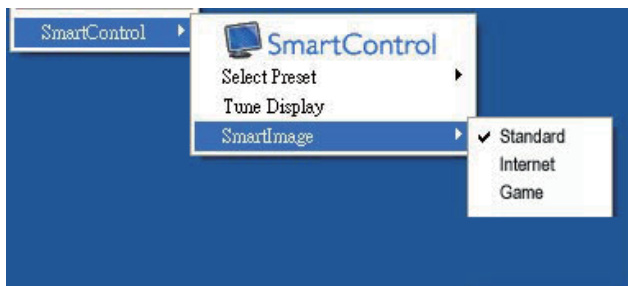 SmartControl
SmartControl
Select Preset
Tune Display
SmartImage
Standard
Internet
Game